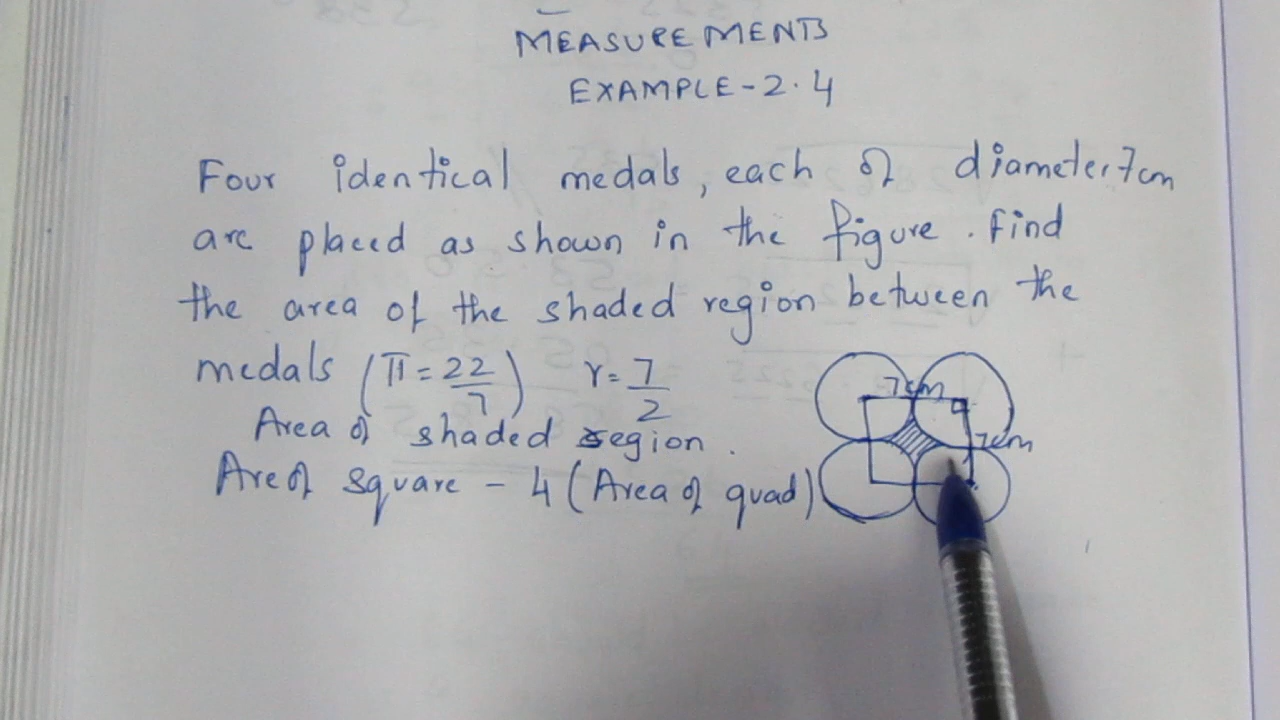 MEASUREMENTS
EXAMPLE-2.4
Four identical medals, each of diameter 7cm
are placed as shown in the figure. Find
the area of the shaded region between the
medals (π = 22/7) r = 7/2
7cm
Area of shaded region.
7cm
Are of square - 4 (Area of quad)